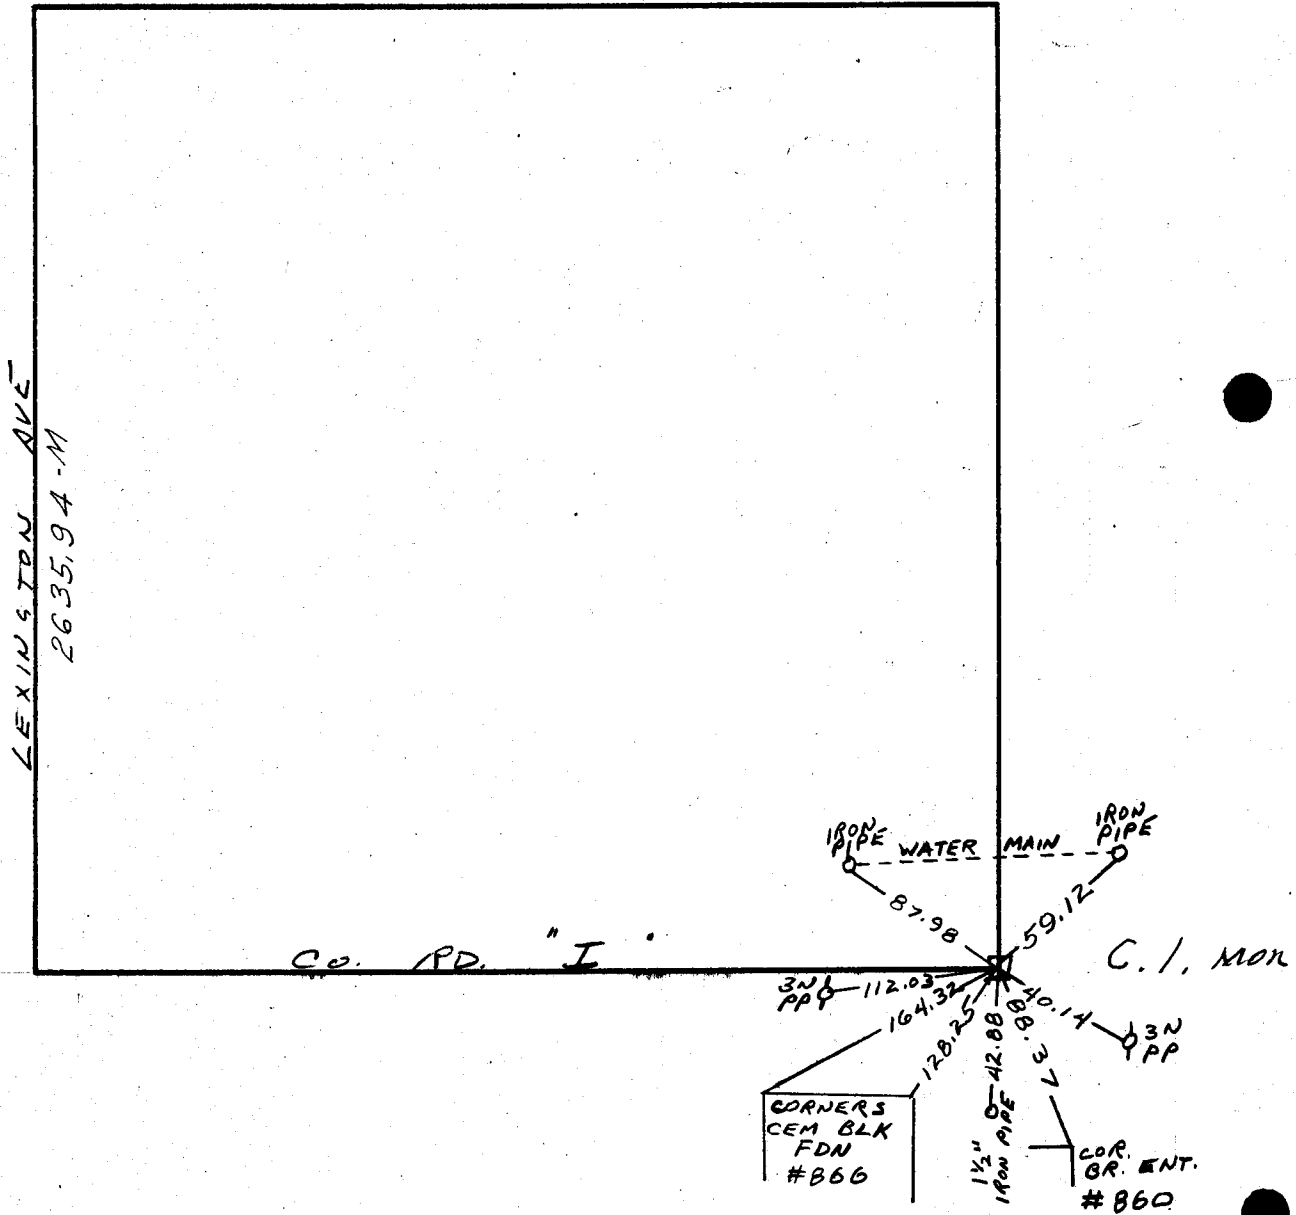 LEXINGTON AVE
2635.94-M
IRON
PIPE
WATER MAIN
IRON
PIPE
87.98
59.12
Co. RD. "I"
C.I. Mon
3N
PP
112.03
164.32
128.25
42.88
88.37
40.14
3N
PP
CORNERS
CEM BLK
FDN
#866
1½"
IRON PIPE
COR.
BR. ENT.
#860